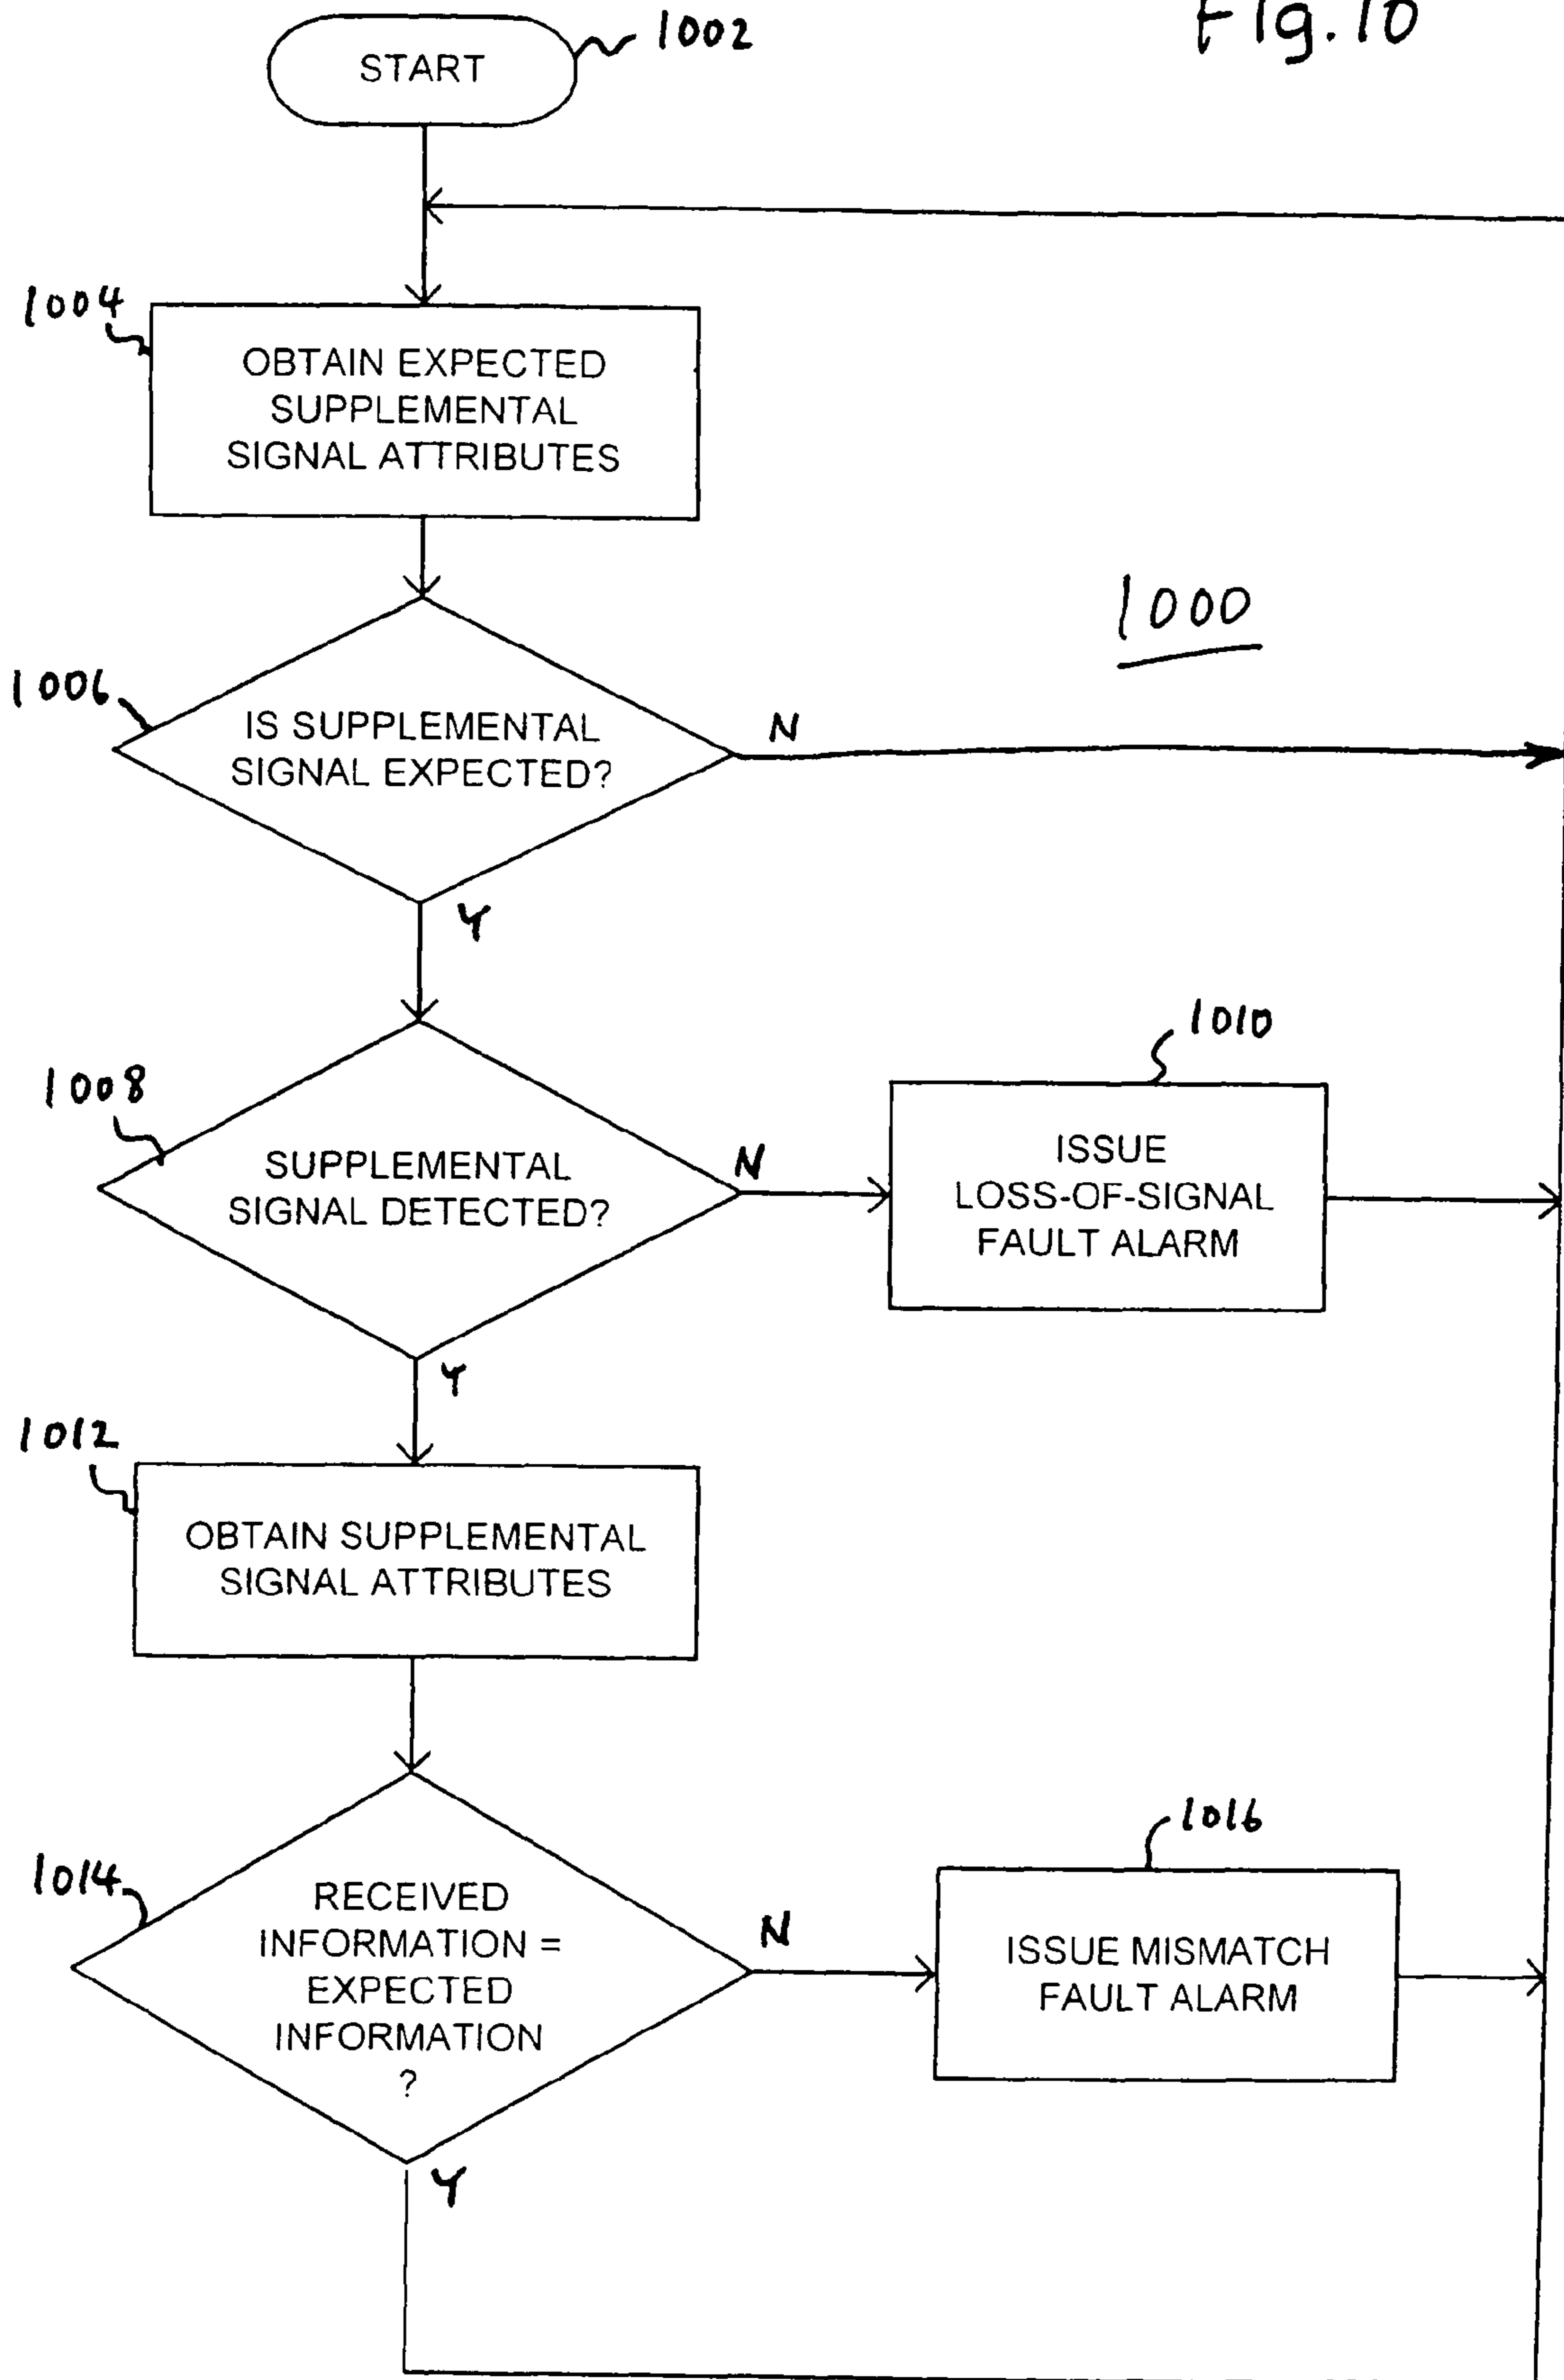 Fig. 10
1002
START
1004
OBTAIN EXPECTED
SUPPLEMENTAL
SIGNAL ATTRIBUTES
1000
1006
IS SUPPLEMENTAL
SIGNAL EXPECTED?
N
Y
1008
SUPPLEMENTAL
SIGNAL DETECTED?
N
1010
ISSUE
LOSS-OF-SIGNAL
FAULT ALARM
Y
1012
OBTAIN SUPPLEMENTAL
SIGNAL ATTRIBUTES
1014
RECEIVED
INFORMATION =
EXPECTED
INFORMATION
?
N
1016
ISSUE MISMATCH
FAULT ALARM
Y